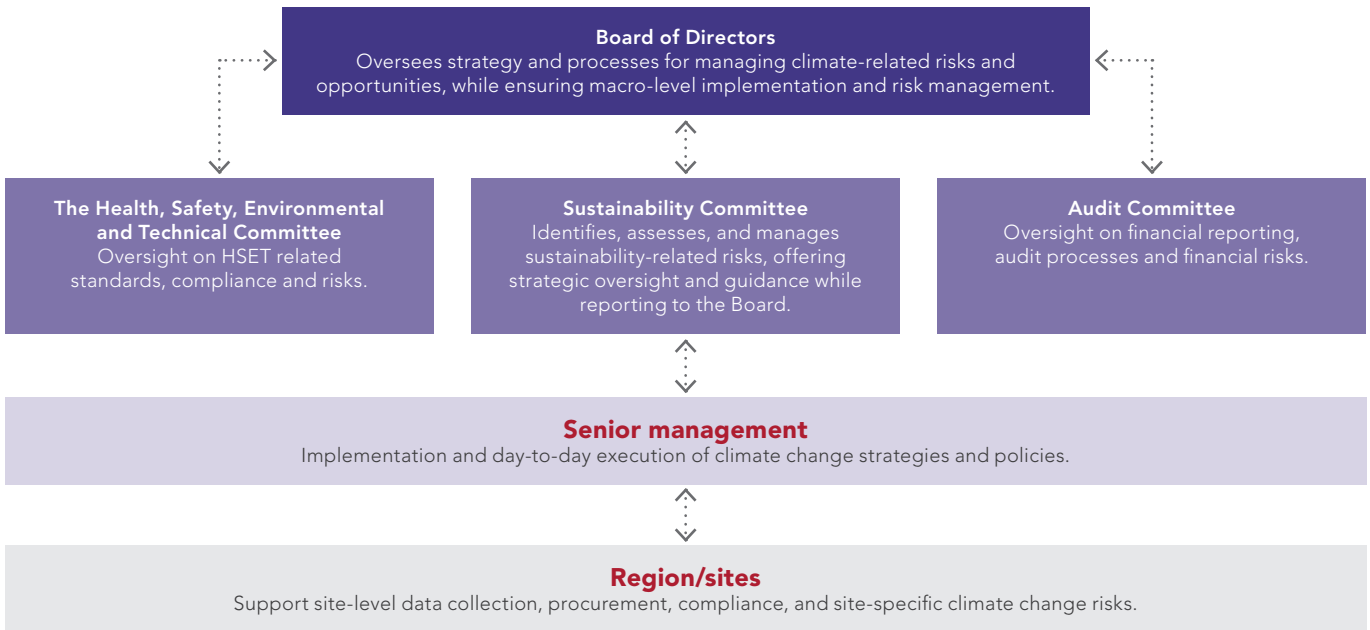 Board of Directors
Oversees strategy and processes for managing climate-related risks and
opportunities, while ensuring macro-level implementation and risk management.
The Health, Safety, Environmental
and Technical Committee
Oversight on HSET related
standards, compliance and risks.
Sustainability Committee
Identifies, assesses, and manages
sustainability-related risks, offering
strategic oversight and guidance while
reporting to the Board.
Audit Committee
Oversight on financial reporting,
audit processes and financial risks.
Senior management
Implementation and day-to-day execution of climate change strategies and policies.
Region/sites
Support site-level data collection, procurement, compliance, and site-specific climate change risks.